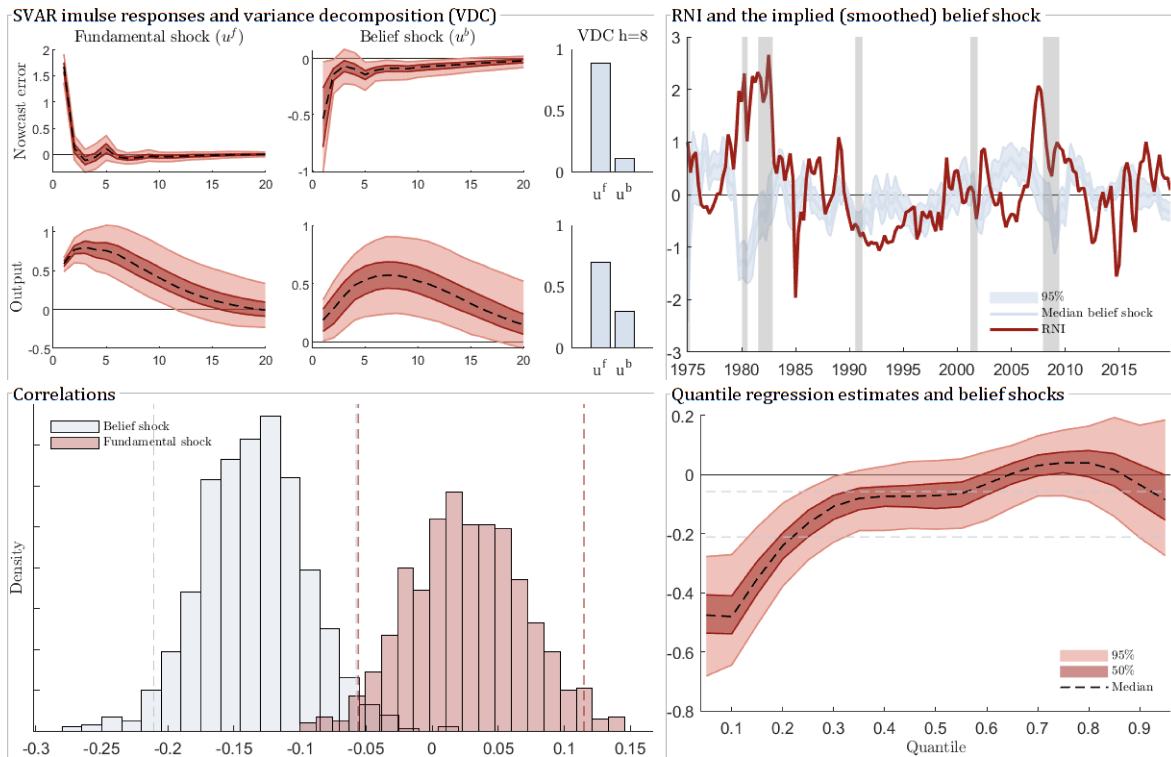 SVAR imulse responses and variance decomposition (VDC)
Fundamental shock (u^f)
Belief shock (u^b)
VDC h=8
Nowcast error
2
1.5
1
0.5
0
0 5 10 15 20
0
-0.5
-1
0 5 10 15 20
1
0.5
0
u^f u^b
Output
1
0.5
0
-0.5
0 5 10 15 20
1
0.5
0
0 5 10 15 20
1
0.5
0
u^f u^b
RNI and the implied (smoothed) belief shock
3
2
1
0
-1
-2
-3
95%
Median belief shock
RNI
1975 1980 1985 1990 1995 2000 2005 2010 2015
Correlations
Belief shock
Fundamental shock
Density
-0.3 -0.25 -0.2 -0.15 -0.1 -0.05 0 0.05 0.1 0.15
Quantile regression estimates and belief shocks
0.2
0
-0.2
-0.4
-0.6
-0.8
95%
50%
Median
0.1 0.2 0.3 0.4 0.5 0.6 0.7 0.8 0.9
Quantile